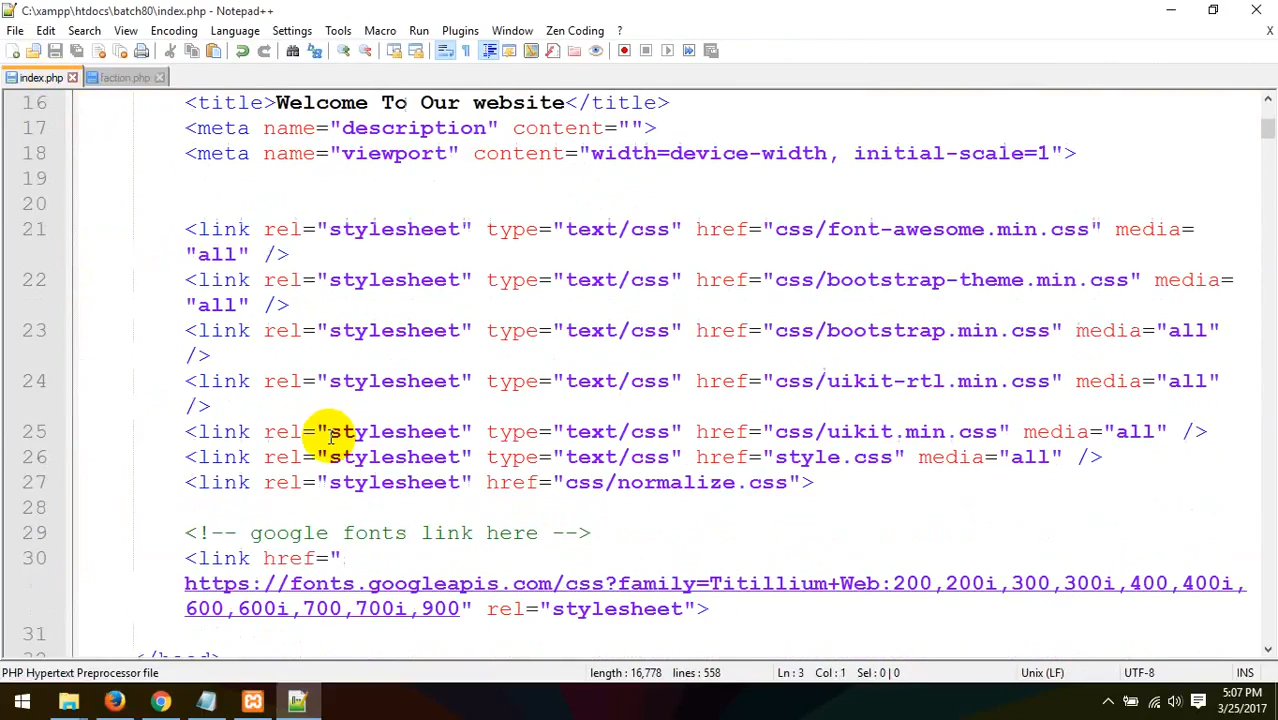 C:\xampp\htdocs\batch80\index.php - Notepad++
File Edit Search View Encoding Language Settings Tools Macro Run Plugins Window Zen Coding ? X
index.php faction.php
16 <title>Welcome To Our website</title>
17 <meta name="description" content="">
18 <meta name="viewport" content="width=device-width, initial-scale=1">
19
20
21 <link rel="stylesheet" type="text/css" href="css/font-awesome.min.css" media=
"all" />
22 <link rel="stylesheet" type="text/css" href="css/bootstrap-theme.min.css" media=
"all" />
23 <link rel="stylesheet" type="text/css" href="css/bootstrap.min.css" media="all"
/>
24 <link rel="stylesheet" type="text/css" href="css/uikit-rtl.min.css" media="all"
/>
25 <link rel="stylesheet" type="text/css" href="css/uikit.min.css" media="all" />
26 <link rel="stylesheet" type="text/css" href="style.css" media="all" />
27 <link rel="stylesheet" href="css/normalize.css">
28
29 <!-- google fonts link here -->
30 <link href="
https://fonts.googleapis.com/css?family=Titillium+Web:200,200i,300,300i,400,400i,
600,600i,700,700i,900" rel="stylesheet">
31
32 </head>
PHP Hypertext Preprocessor file length : 16,778 lines : 558 Ln : 3 Col : 1 Sel : 0 | 0 Unix (LF) UTF-8 INS
5:07 PM
3/25/2017